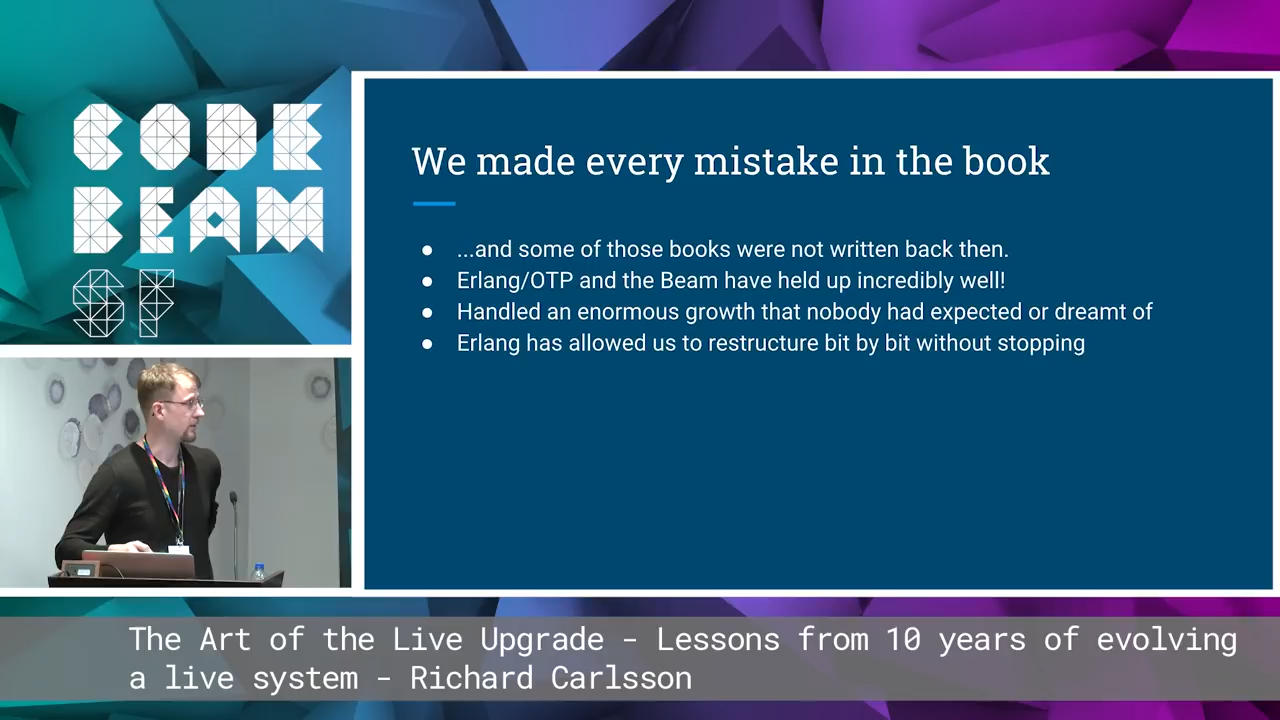 CODE
BEAM
SF
We made every mistake in the book
● ...and some of those books were not written back then.
● Erlang/OTP and the Beam have held up incredibly well!
● Handled an enormous growth that nobody had expected or dreamt of
● Erlang has allowed us to restructure bit by bit without stopping
The Art of the Live Upgrade - Lessons from 10 years of evolving
a live system - Richard Carlsson